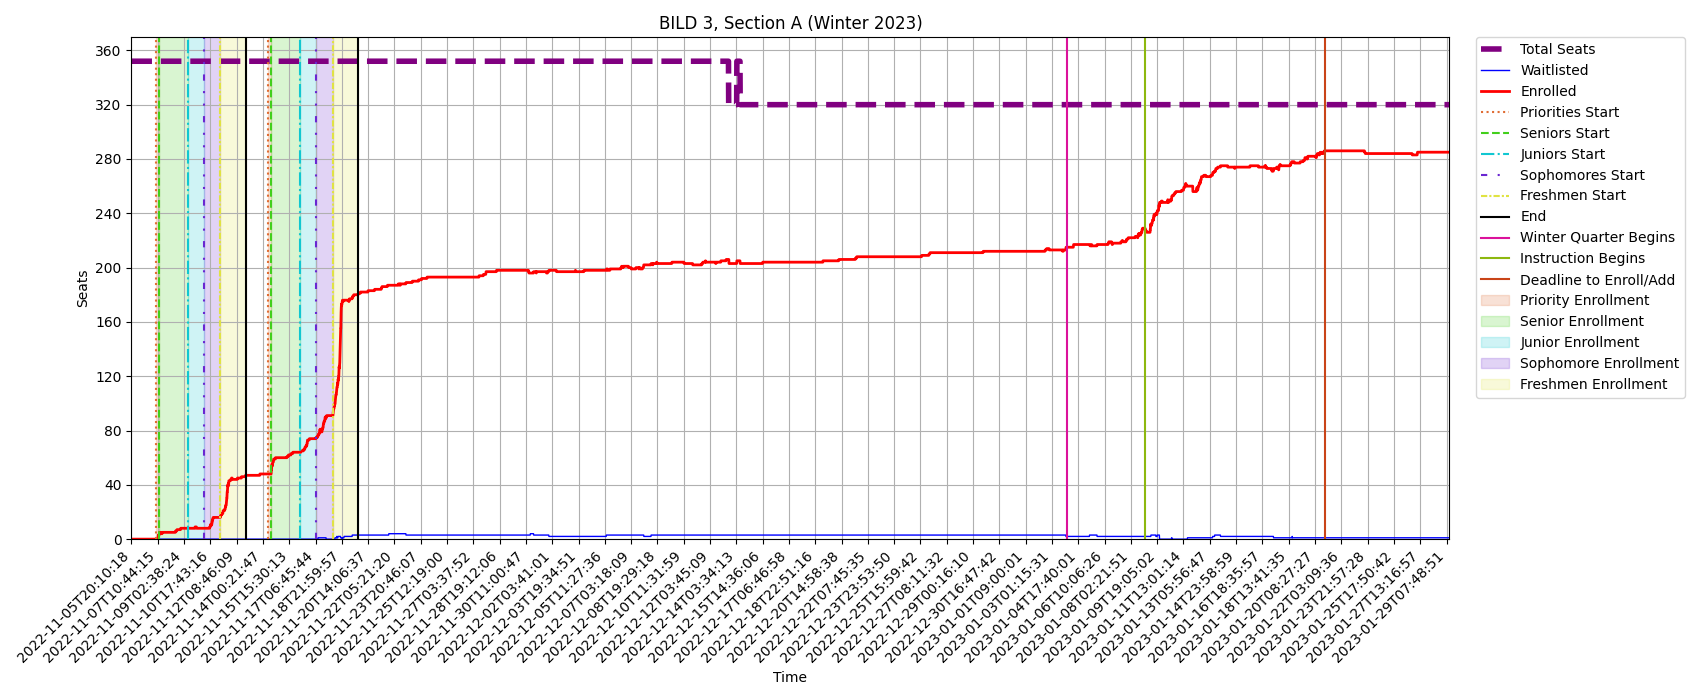 BILD 3, Section A (Winter 2023)
Seats
360
320
280
240
200
160
120
80
40
0
2022-11-05T20:10:18
2022-11-07T10:44:15
2022-11-09T02:38:24
2022-11-10T17:43:16
2022-11-12T08:46:09
2022-11-14T00:21:47
2022-11-15T15:30:13
2022-11-17T06:45:44
2022-11-18T21:59:57
2022-11-20T14:06:37
2022-11-22T05:21:20
2022-11-23T20:46:07
2022-11-25T12:19:00
2022-11-27T03:37:52
2022-11-28T19:12:06
2022-11-30T11:00:47
2022-12-02T03:41:01
2022-12-03T19:34:51
2022-12-05T11:27:36
2022-12-07T03:18:09
2022-12-08T19:29:18
2022-12-10T11:31:59
2022-12-12T03:45:09
2022-12-14T03:34:13
2022-12-15T14:36:06
2022-12-17T06:46:58
2022-12-18T22:51:16
2022-12-20T14:58:38
2022-12-22T07:45:35
2022-12-23T23:53:50
2022-12-25T15:59:42
2022-12-27T08:11:32
2022-12-29T00:16:10
2022-12-30T16:47:42
2023-01-01T09:00:01
2023-01-03T01:15:31
2023-01-04T17:40:01
2023-01-06T10:06:26
2023-01-08T02:21:51
2023-01-09T19:05:02
2023-01-11T13:01:14
2023-01-13T05:56:47
2023-01-14T23:58:59
2023-01-16T18:35:57
2023-01-18T13:41:35
2023-01-20T08:27:27
2023-01-22T03:09:36
2023-01-23T21:57:28
2023-01-25T17:50:42
2023-01-27T13:16:57
2023-01-29T07:48:51
Time
Total Seats
Waitlisted
Enrolled
Priorities Start
Seniors Start
Juniors Start
Sophomores Start
Freshmen Start
End
Winter Quarter Begins
Instruction Begins
Deadline to Enroll/Add
Priority Enrollment
Senior Enrollment
Junior Enrollment
Sophomore Enrollment
Freshmen Enrollment